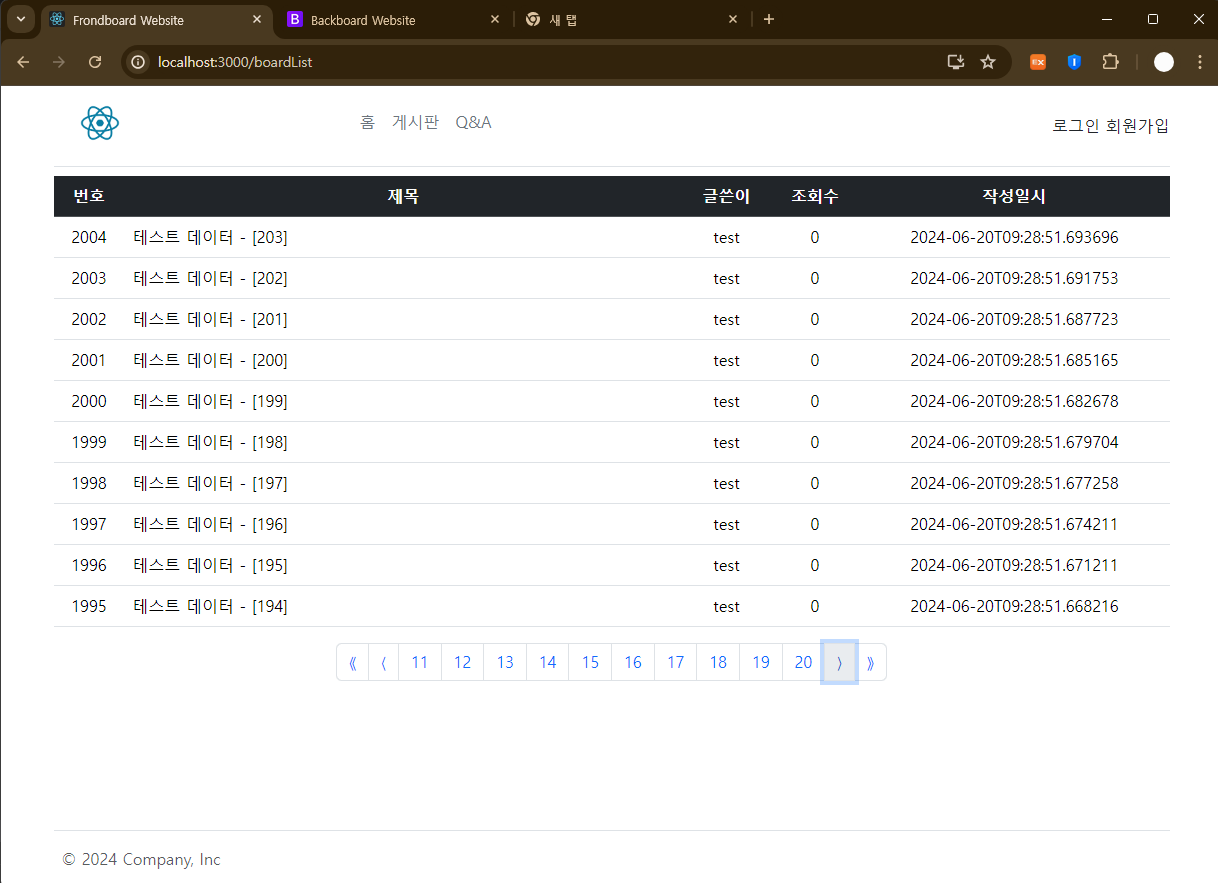 Frondboard Website
B Backboard Website
새 탭
localhost:3000/boardList
EX
홈 게시판 Q&A
로그인 회원가입
번호 제목 글쓴이 조회수 작성일시
2004 테스트 데이터 - [203] test 0 2024-06-20T09:28:51.693696
2003 테스트 데이터 - [202] test 0 2024-06-20T09:28:51.691753
2002 테스트 데이터 - [201] test 0 2024-06-20T09:28:51.687723
2001 테스트 데이터 - [200] test 0 2024-06-20T09:28:51.685165
2000 테스트 데이터 - [199] test 0 2024-06-20T09:28:51.682678
1999 테스트 데이터 - [198] test 0 2024-06-20T09:28:51.679704
1998 테스트 데이터 - [197] test 0 2024-06-20T09:28:51.677258
1997 테스트 데이터 - [196] test 0 2024-06-20T09:28:51.674211
1996 테스트 데이터 - [195] test 0 2024-06-20T09:28:51.671211
1995 테스트 데이터 - [194] test 0 2024-06-20T09:28:51.668216
⟪ ⟨ 11 12 13 14 15 16 17 18 19 20 ⟩ ⟫
© 2024 Company, Inc